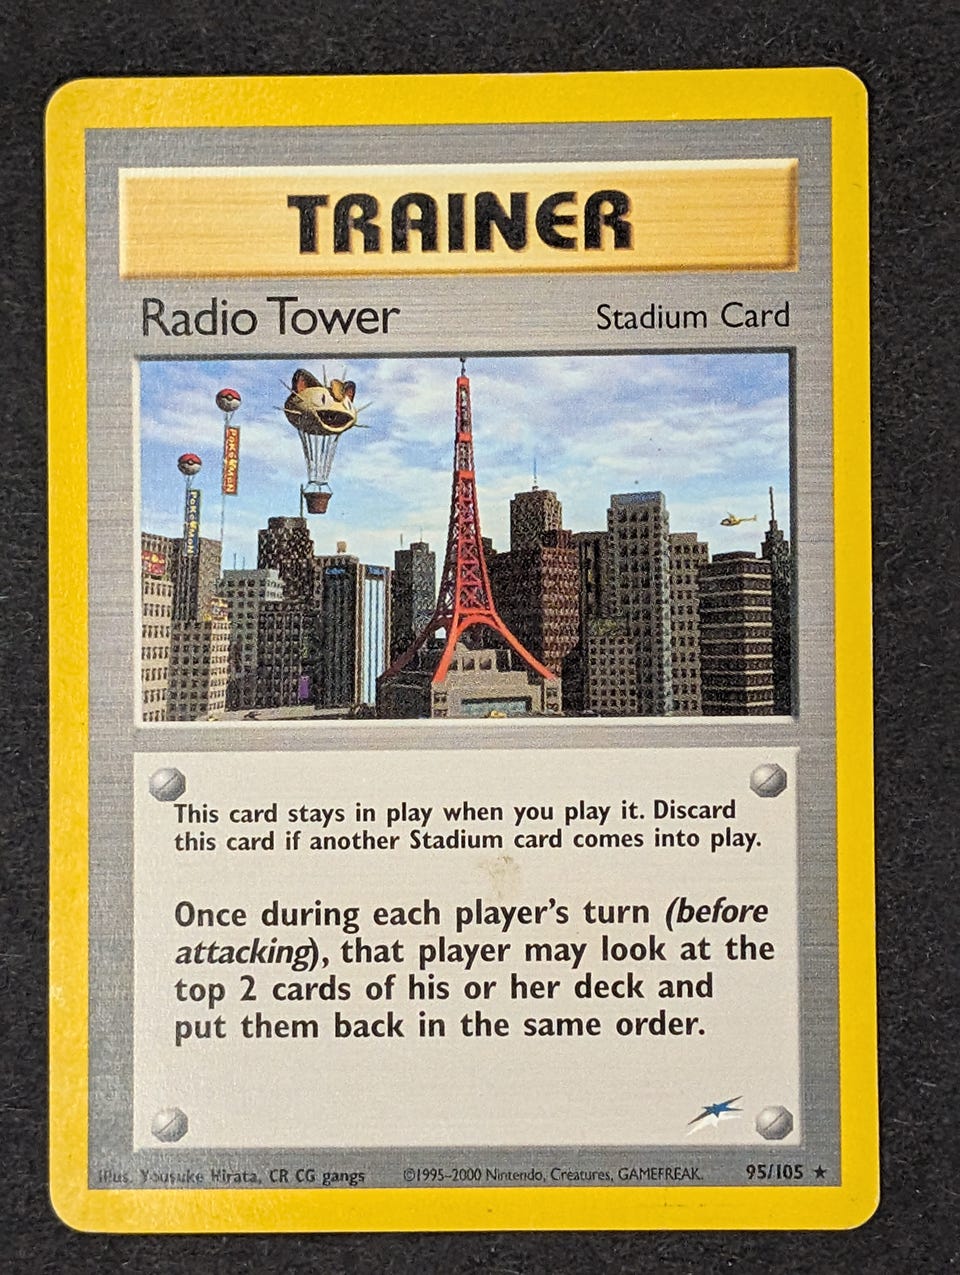 TRAINER
Radio Tower Stadium Card
POKéMON
POKéMON
This card stays in play when you play it. Discard
this card if another Stadium card comes into play.
Once during each player's turn (before
attacking), that player may look at the
top 2 cards of his or her deck and
put them back in the same order.
Illus. Yousuke Hirata, CR CG gangs ©1995–2000 Nintendo, Creatures, GAMEFREAK. 95/105 ★